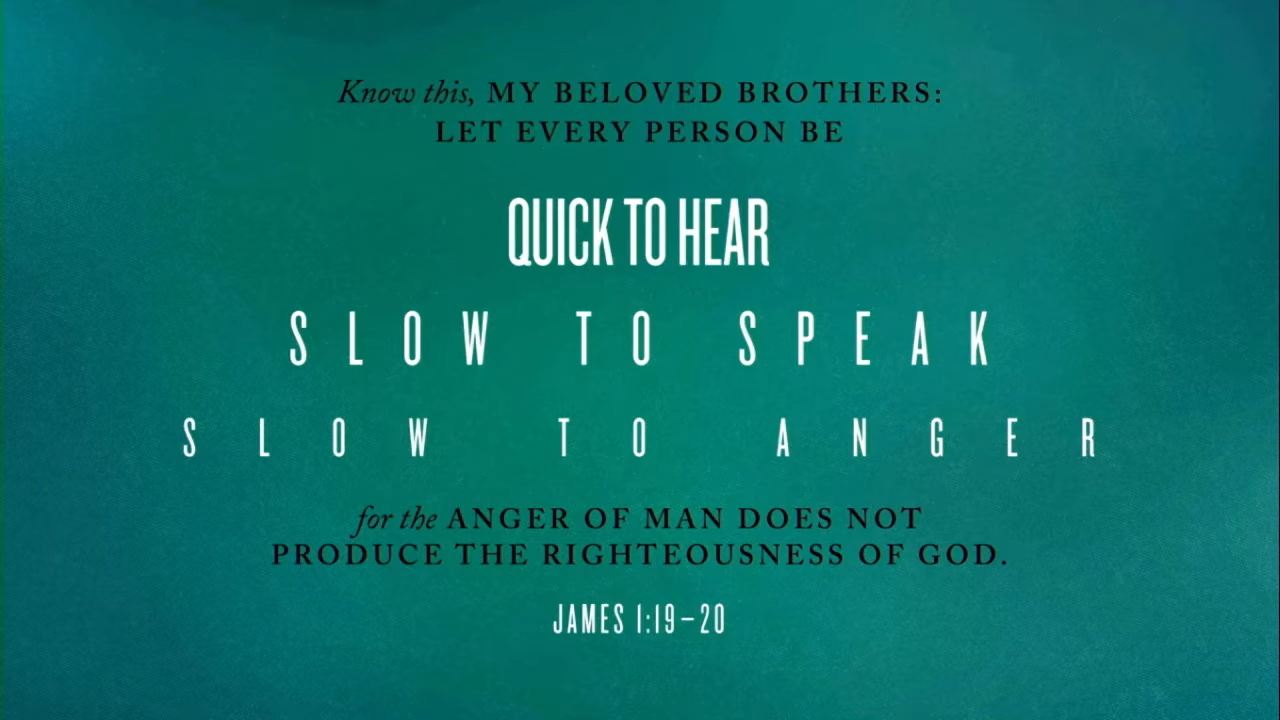 Know this, MY BELOVED BROTHERS:
LET EVERY PERSON BE
QUICK TO HEAR
SLOW TO SPEAK
SLOW TO ANGER
for the ANGER OF MAN DOES NOT
PRODUCE THE RIGHTEOUSNESS OF GOD.
JAMES 1:19–20